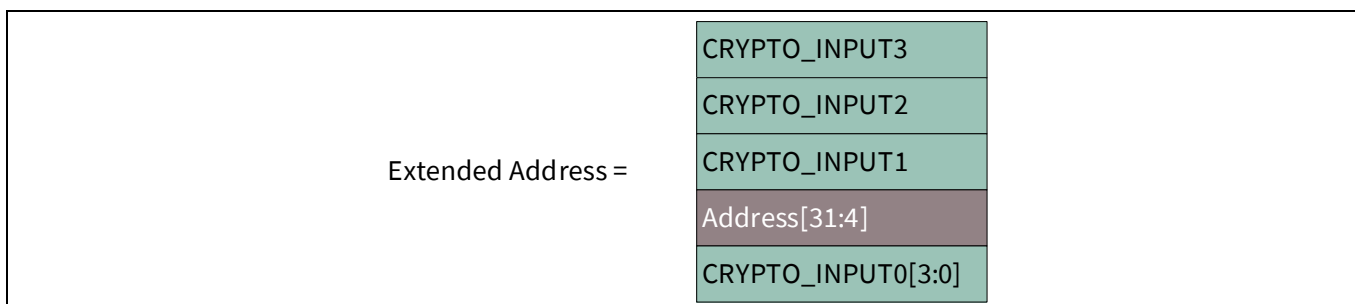 CRYPTO_INPUT3
CRYPTO_INPUT2
Extended Address =
CRYPTO_INPUT1
Address[31:4]
CRYPTO_INPUT0[3:0]